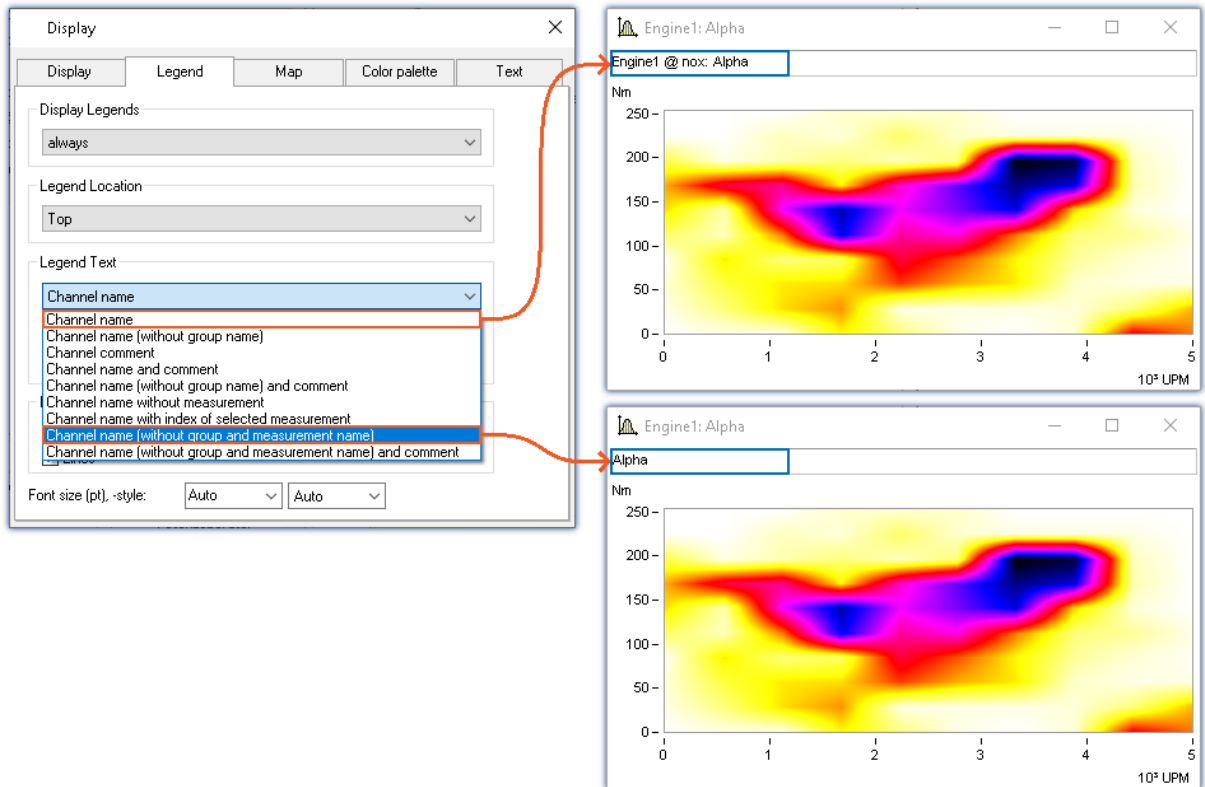 Display
Display Legend Map Color palette Text
Display Legends
always
Legend Location
Top
Legend Text
Channel name
Channel name
Channel name (without group name)
Channel comment
Channel name and comment
Channel name (without group name) and comment
Channel name without measurement
Channel name with index of selected measurement
Channel name (without group and measurement name)
Channel name (without group and measurement name) and comment
Font size (pt), -style: Auto Auto
Engine1: Alpha
Engine1 @ nox: Alpha
Nm
250
200
150
100
50
0
0 1 2 3 4 5
10³ UPM
Engine1: Alpha
Alpha
Nm
250
200
150
100
50
0
0 1 2 3 4 5
10³ UPM